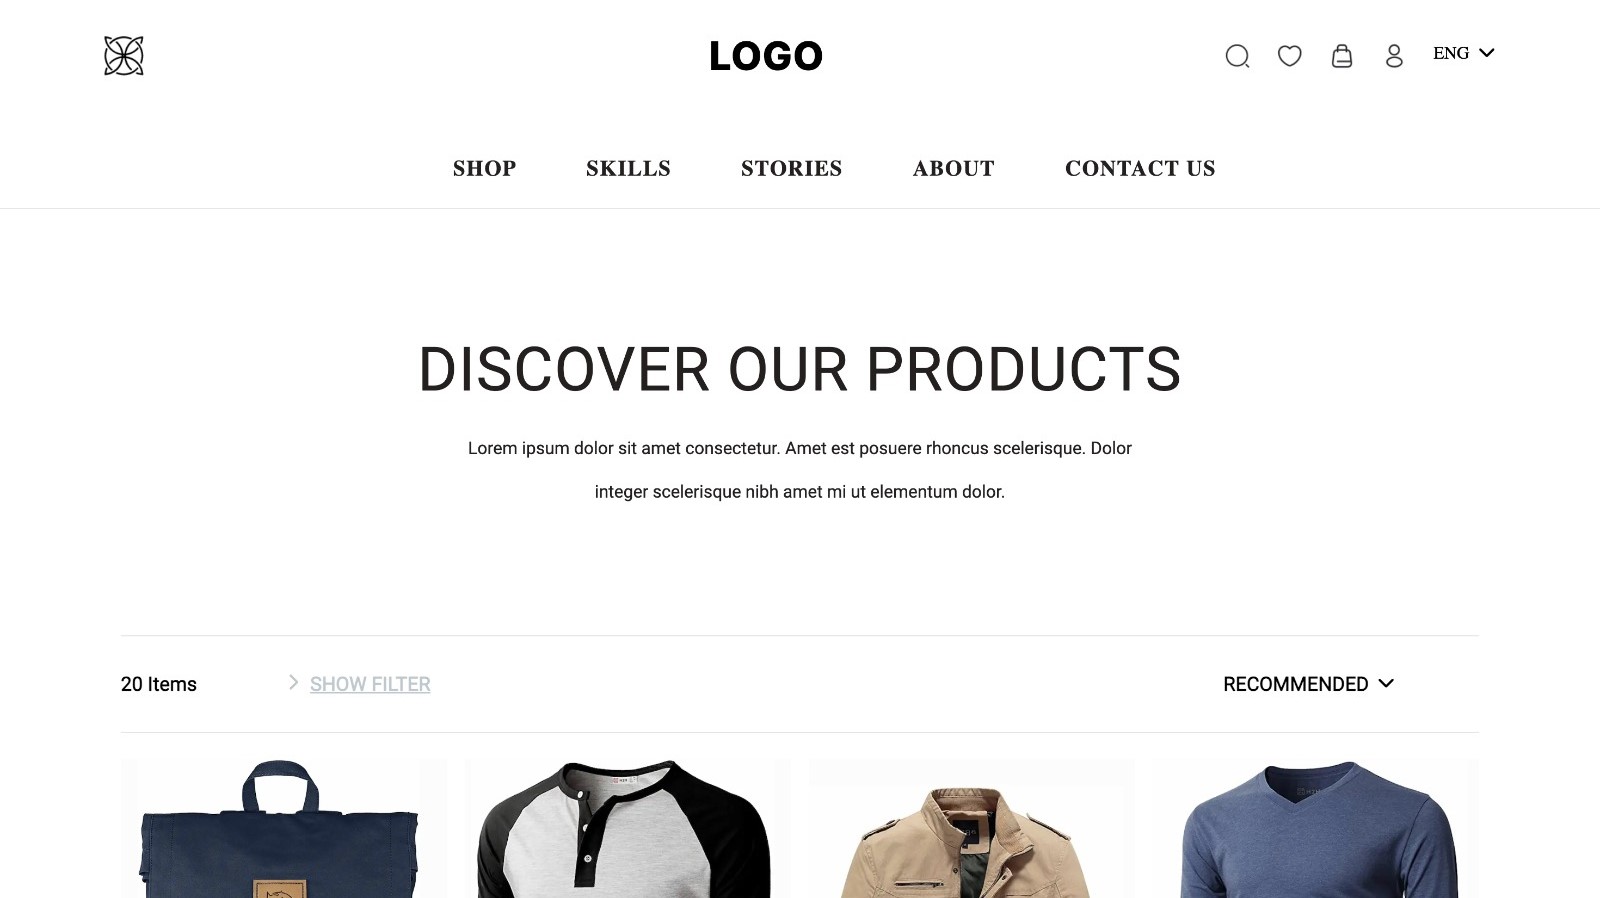 LOGO
ENG
SHOP SKILLS STORIES ABOUT CONTACT US
DISCOVER OUR PRODUCTS
Lorem ipsum dolor sit amet consectetur. Amet est posuere rhoncus scelerisque. Dolor
integer scelerisque nibh amet mi ut elementum dolor.
20 Items SHOW FILTER RECOMMENDED